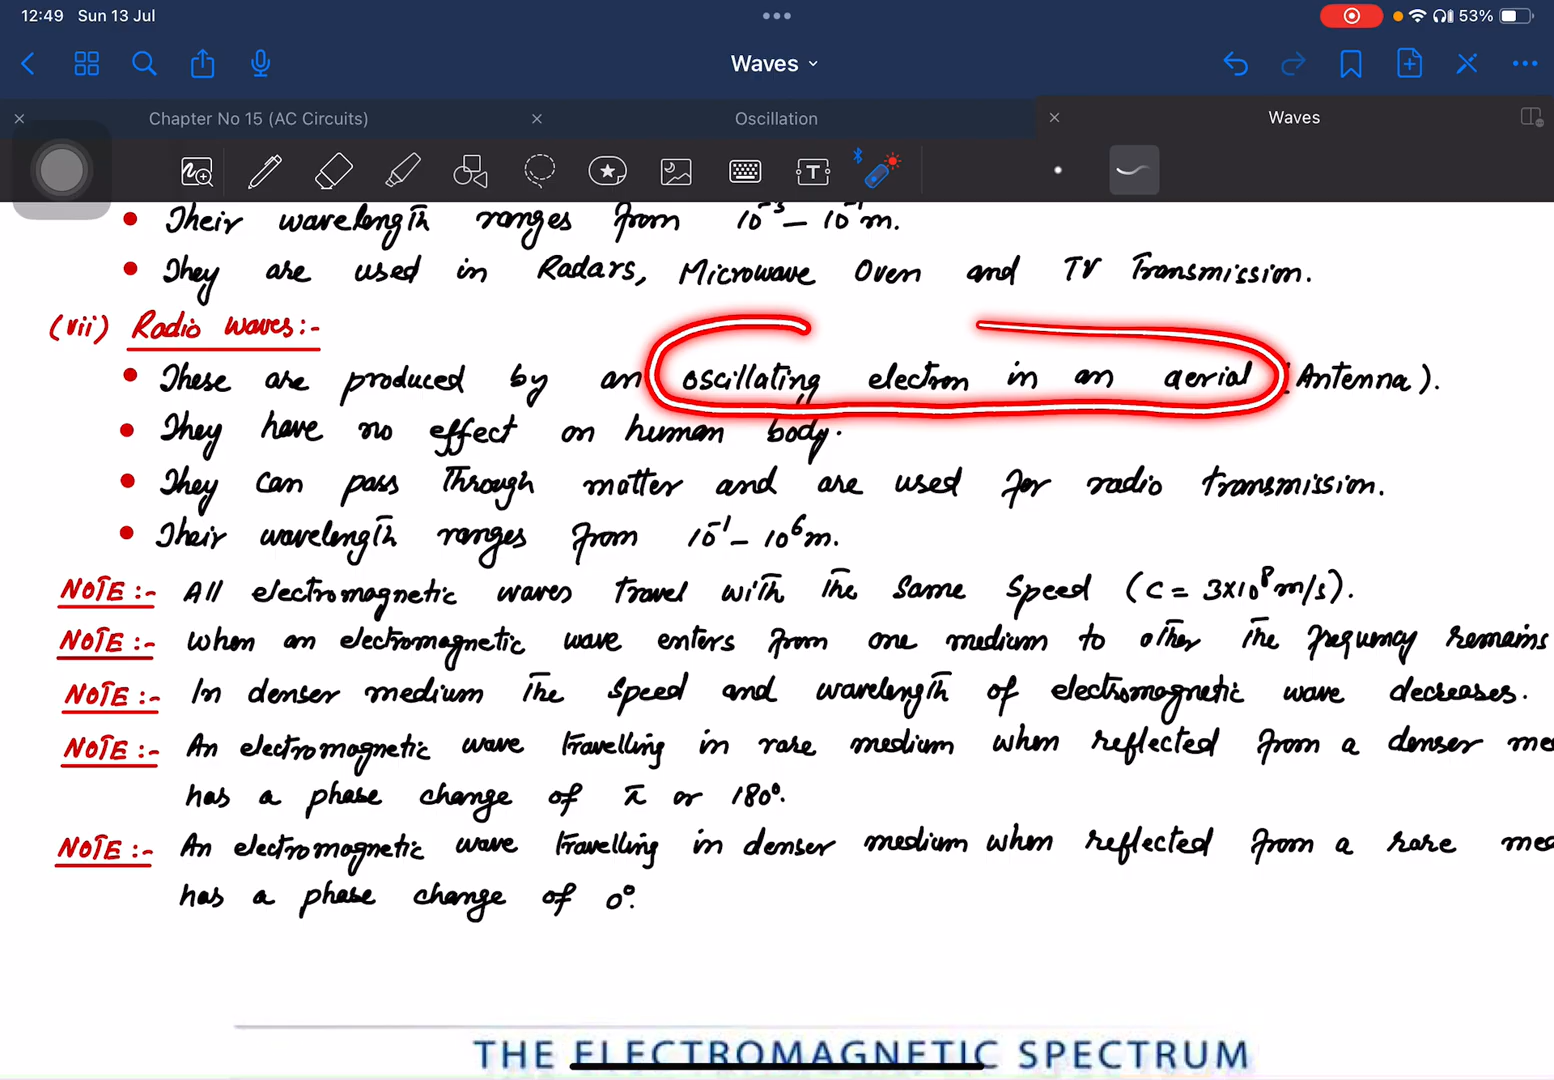 12:49 Sun 13 Jul
53%
Waves
Chapter No 15 (AC Circuits)
Oscillation
Waves
T
Their wavelength ranges from 10⁻³ – 10⁻¹m.
They are used in Radars, Microwave Oven and TV Transmission.
(vii) Radio Waves:-
These are produced by an oscillating electron in an aerial (Antenna).
They have no effect on human body.
They can pass through matter and are used for radio transmission.
Their wavelength ranges from 10⁻¹ – 10⁶m.
NOTE:- All electromagnetic waves travel with the same speed (c = 3x10⁸m/s).
NOTE:- When an electromagnetic wave enters from one medium to other the frequency remains
NOTE:- In denser medium the speed and wavelength of electromagnetic wave decreases.
NOTE:- An electromagnetic wave travelling in rare medium when reflected from a denser me
has a phase change of π or 180°.
NOTE:- An electromagnetic wave travelling in denser medium when reflected from a rare med
has a phase change of 0°.
THE ELECTROMAGNETIC SPECTRUM